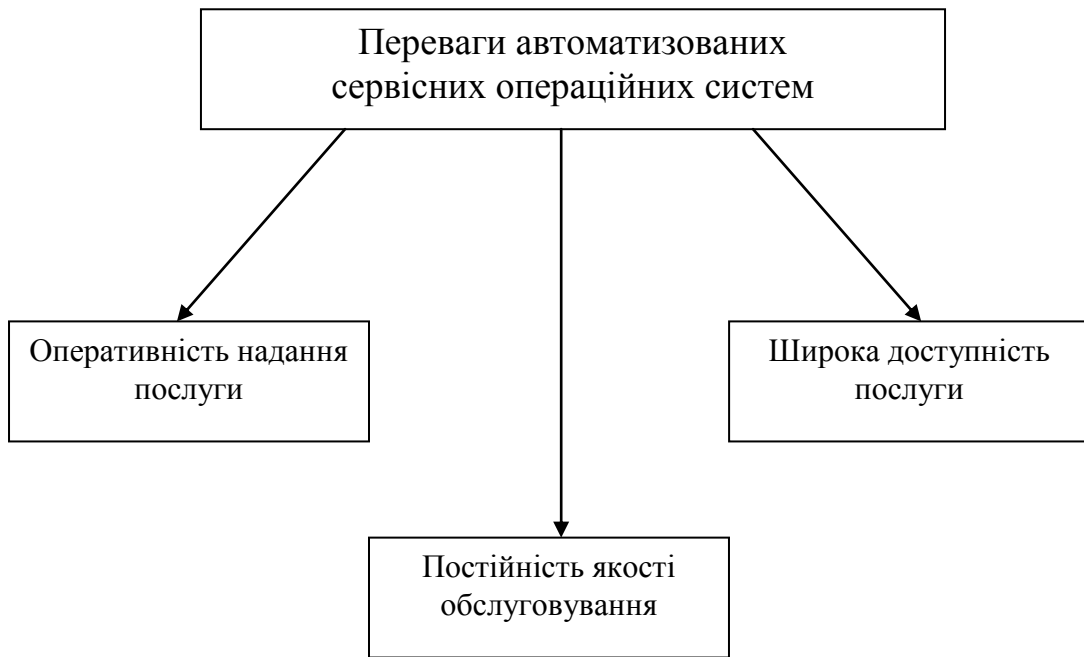 Переваги автоматизованих
сервісних операційних систем
Оперативність надання
послуги
Широка доступність
послуги
Постійність якості
обслуговування